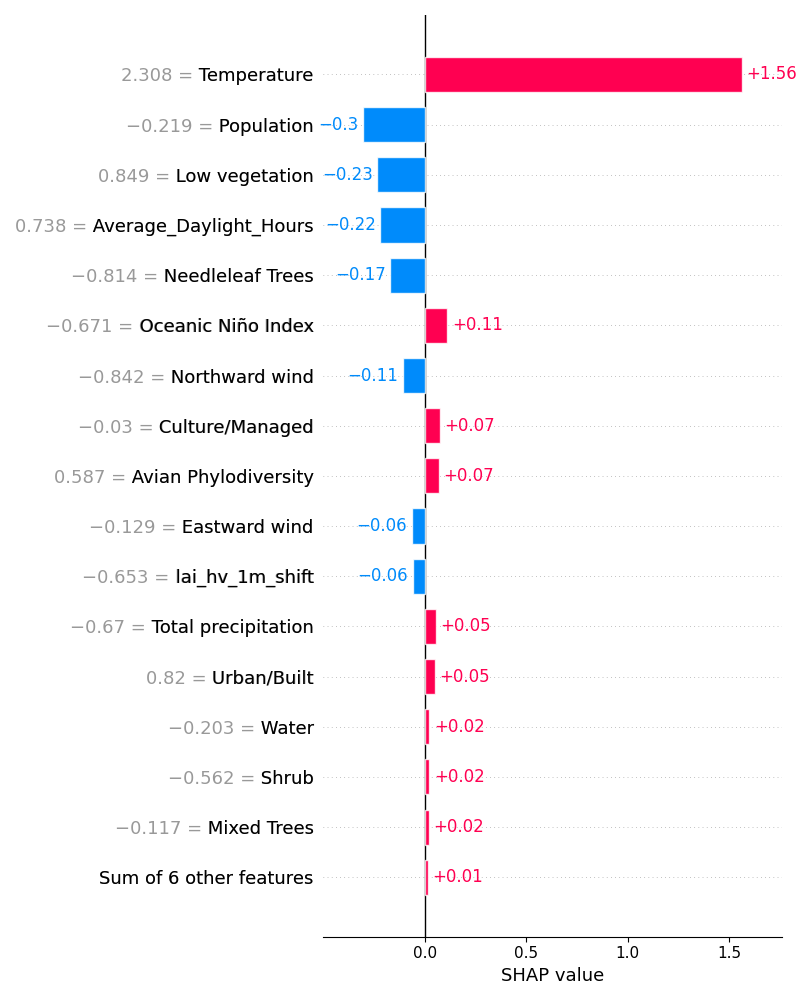 2.308 = Temperature +1.56
−0.219 = Population −0.3
0.849 = Low vegetation −0.23
0.738 = Average_Daylight_Hours −0.22
−0.814 = Needleleaf Trees −0.17
−0.671 = Oceanic Niño Index +0.11
−0.842 = Northward wind −0.11
−0.03 = Culture/Managed +0.07
0.587 = Avian Phylodiversity +0.07
−0.129 = Eastward wind −0.06
−0.653 = lai_hv_1m_shift −0.06
−0.67 = Total precipitation +0.05
0.82 = Urban/Built +0.05
−0.203 = Water +0.02
−0.562 = Shrub +0.02
−0.117 = Mixed Trees +0.02
Sum of 6 other features +0.01
0.0 0.5 1.0 1.5
SHAP value